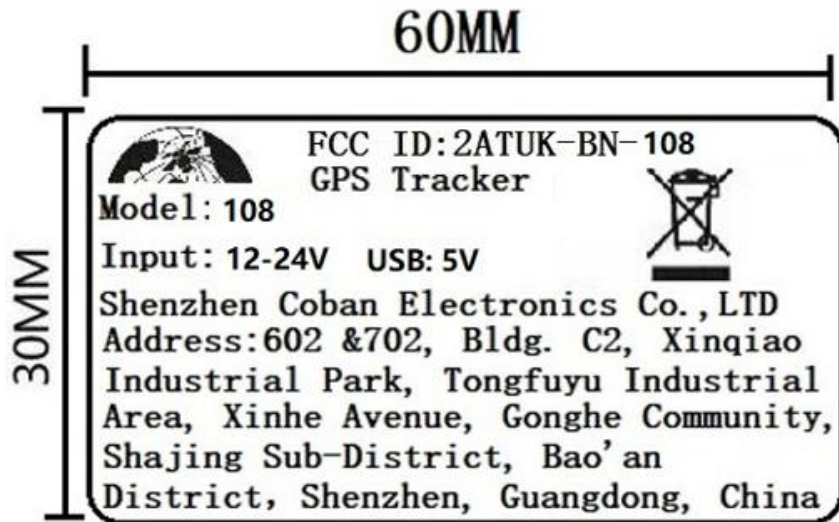 60MM
30MM
FCC ID:2ATUK-BN-108
GPS Tracker
Model: 108
Input: 12-24V USB: 5V
Shenzhen Coban Electronics Co.,LTD
Address:602 &702, Bldg. C2, Xinqiao
Industrial Park, Tongfuyu Industrial
Area, Xinhe Avenue, Gonghe Community,
Shajing Sub-District, Bao'an
District, Shenzhen, Guangdong, China